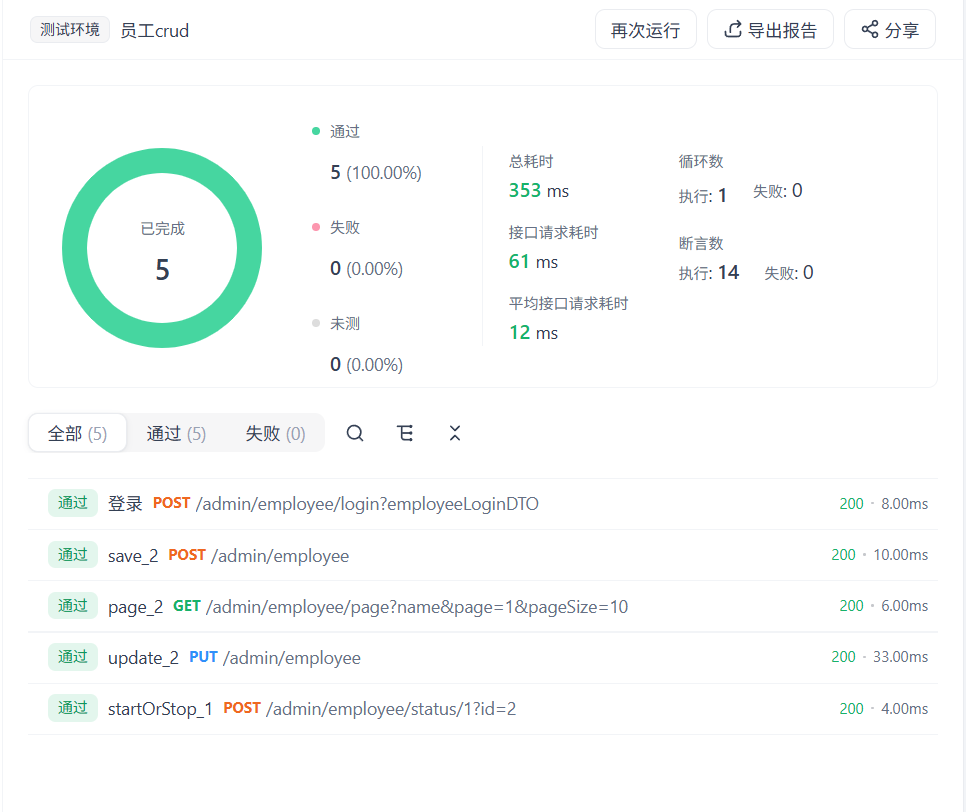 测试环境 员工crud 再次运行 导出报告 分享
通过
5 (100.00%)
失败
0 (0.00%)
未测
0 (0.00%)
已完成
5
总耗时
353 ms
接口请求耗时
61 ms
平均接口请求耗时
12 ms
循环数
执行: 1 失败: 0
断言数
执行: 14 失败: 0
全部 (5) 通过 (5) 失败 (0)
通过 登录 POST /admin/employee/login?employeeLoginDTO 200 · 8.00ms
通过 save_2 POST /admin/employee 200 · 10.00ms
通过 page_2 GET /admin/employee/page?name&page=1&pageSize=10 200 · 6.00ms
通过 update_2 PUT /admin/employee 200 · 33.00ms
通过 startOrStop_1 POST /admin/employee/status/1?id=2 200 · 4.00ms